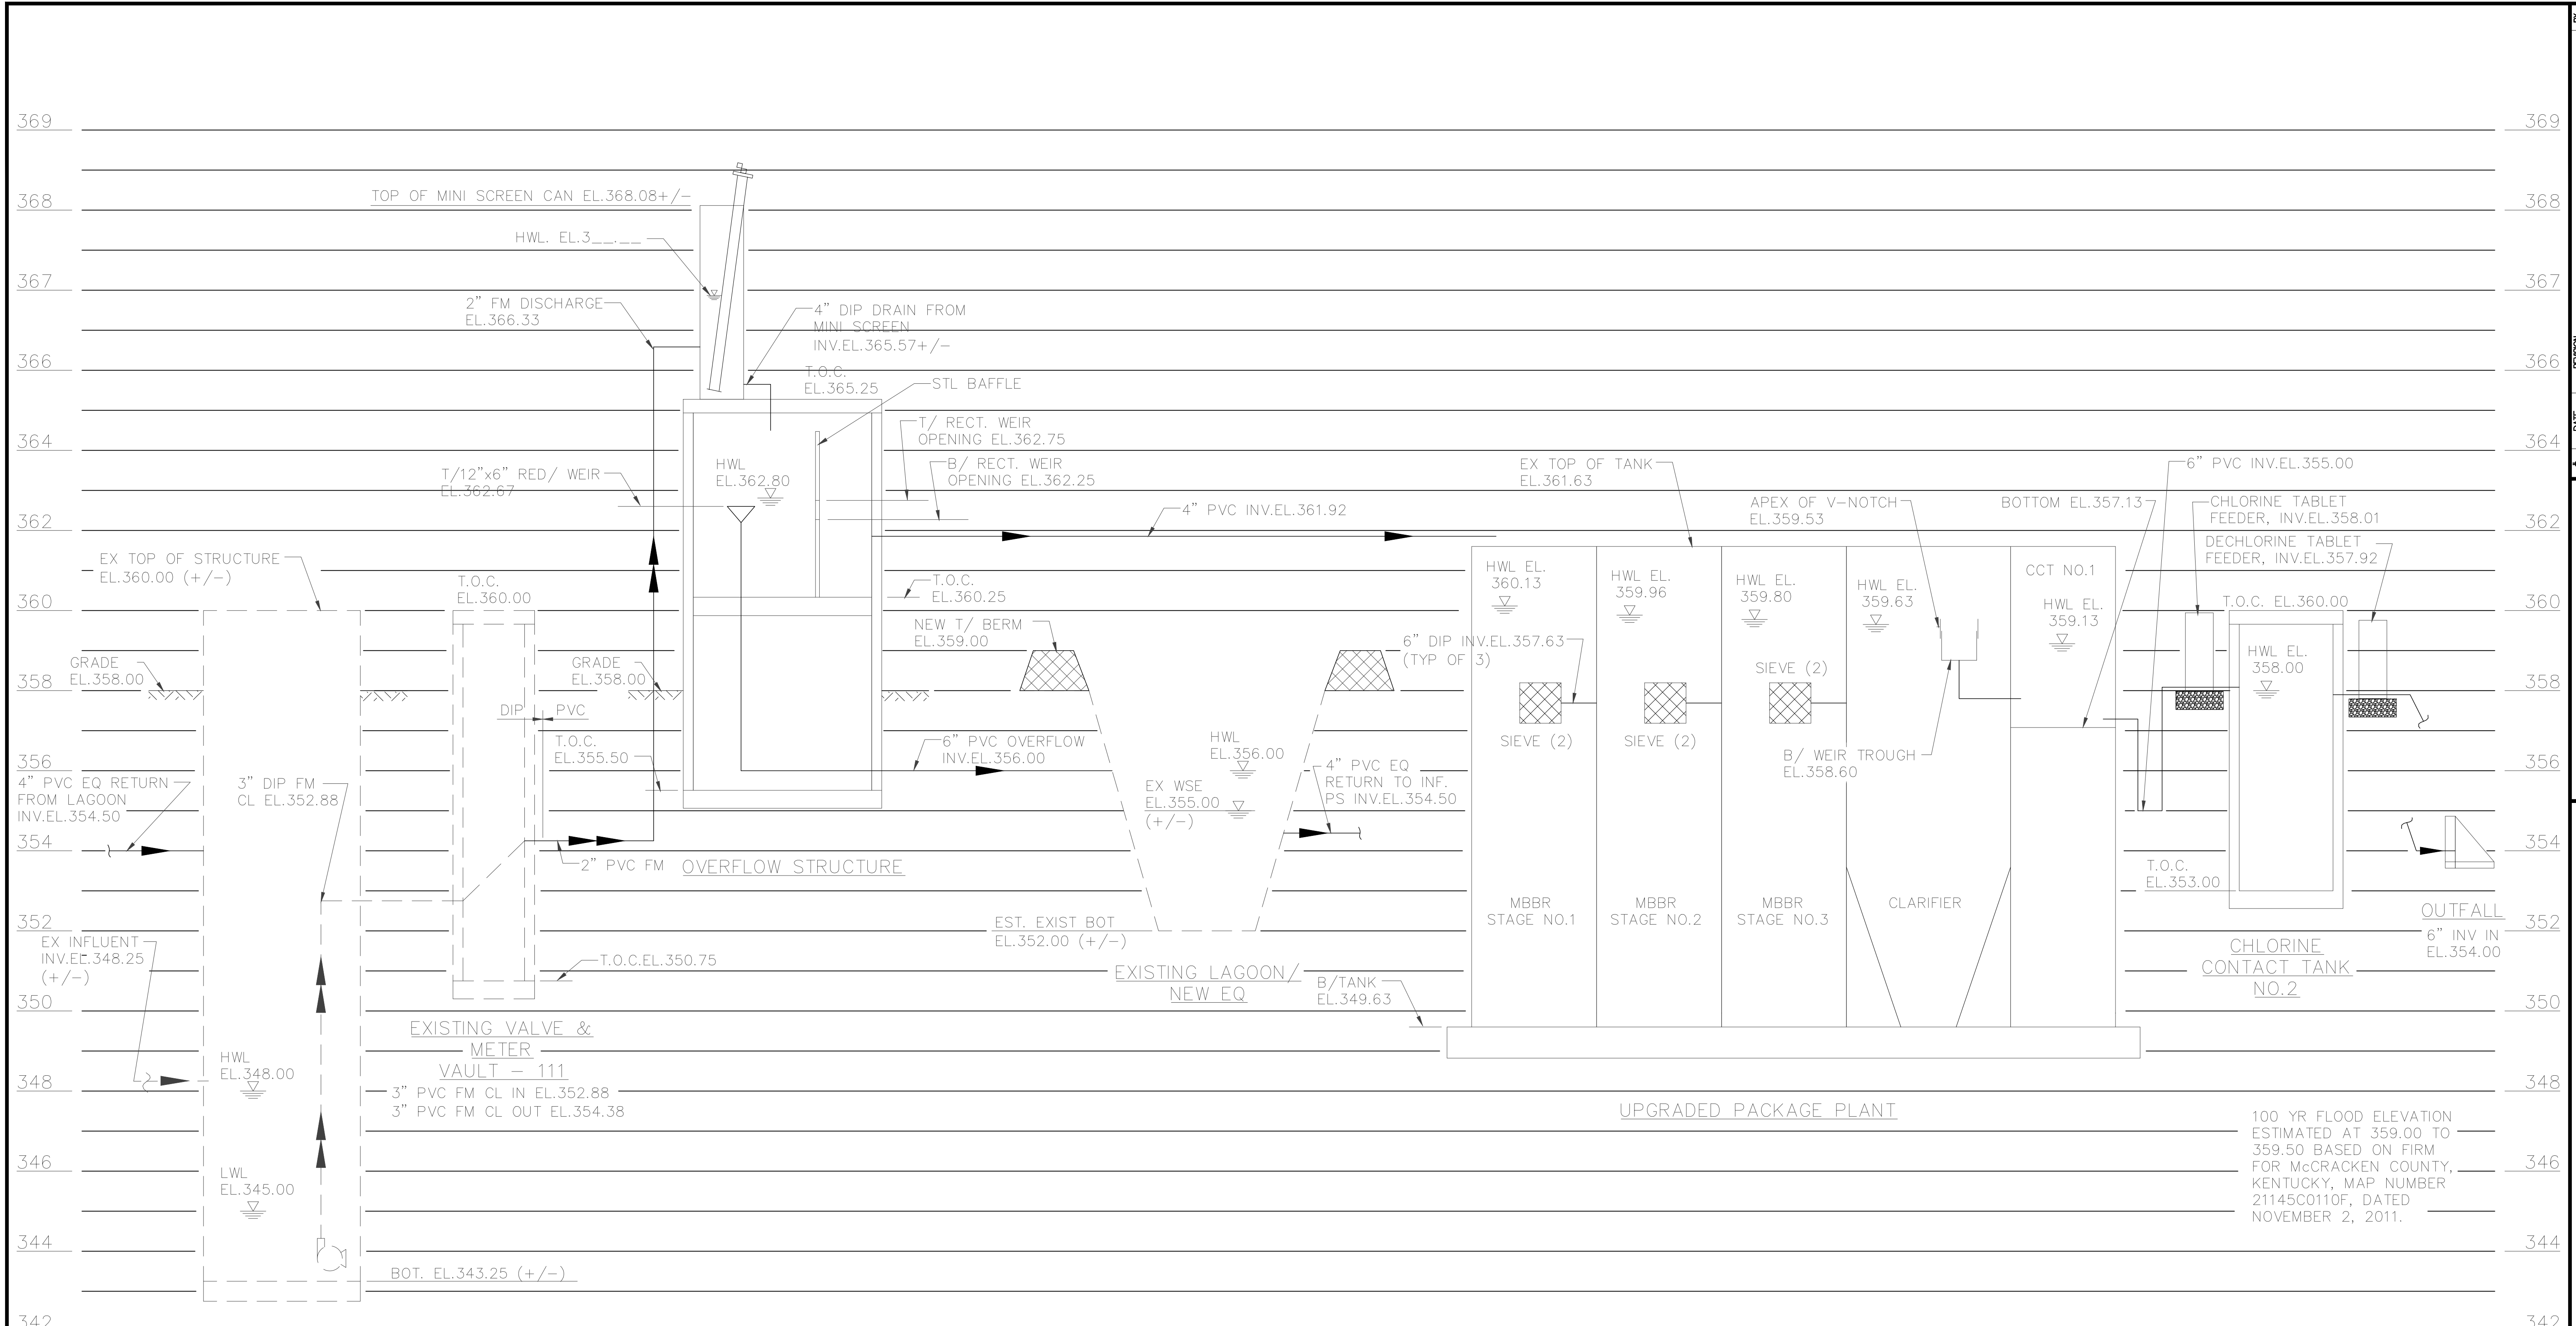 369
369
TOP OF MINI SCREEN CAN EL.368.08+/-
368
368
HWL. EL.3__.__
367
367
2" FM DISCHARGE
EL.366.33
4" DIP DRAIN FROM
MINI SCREEN
INV.EL.365.57+/-
366
366
T.O.C.
EL.365.25
STL BAFFLE
T/ RECT. WEIR
OPENING EL.362.75
364
364
B/ RECT. WEIR
OPENING EL.362.25
T/12"x6" RED/ WEIR
EL.362.67
HWL
EL.362.80
EX TOP OF TANK
EL.361.63
6" PVC INV.EL.355.00
4" PVC INV.EL.361.92
APEX OF V-NOTCH
EL.359.53
BOTTOM EL.357.13
CHLORINE TABLET
FEEDER, INV.EL.358.01
362
362
DECHLORINE TABLET
FEEDER, INV.EL.357.92
EX TOP OF STRUCTURE
EL.360.00 (+/-)
T.O.C.
EL.360.00
T.O.C.
EL.360.25
HWL EL.
360.13
HWL EL.
359.96
HWL EL.
359.80
HWL EL.
359.63
CCT NO.1
HWL EL.
359.13
T.O.C. EL.360.00
360
360
NEW T/ BERM
EL.359.00
6" DIP INV.EL.357.63
(TYP OF 3)
HWL EL.
358.00
GRADE
EL.358.00
GRADE
EL.358.00
SIEVE (2)
358
358
DIP
PVC
SIEVE (2)
SIEVE (2)
T.O.C.
EL.355.50
6" PVC OVERFLOW
INV.EL.356.00
HWL
EL.356.00
B/ WEIR TROUGH
EL.358.60
356
356
4" PVC EQ RETURN
FROM LAGOON
INV.EL.354.50
3" DIP FM
CL EL.352.88
EX WSE
EL.355.00
(+/-)
4" PVC EQ
RETURN TO INF.
PS INV.EL.354.50
354
354
2" PVC FM
OVERFLOW STRUCTURE
T.O.C.
EL.353.00
MBBR
STAGE NO.1
MBBR
STAGE NO.2
MBBR
STAGE NO.3
CLARIFIER
OUTFALL
6" INV IN
EL.354.00
352
352
EST. EXIST BOT
EL.352.00 (+/-)
EX INFLUENT
INV.EL.348.25
(+/-)
T.O.C.EL.350.75
EXISTING LAGOON/
NEW EQ
B/TANK
EL.349.63
CHLORINE
CONTACT TANK
NO.2
350
350
EXISTING VALVE &
METER
VAULT - 111
3" PVC FM CL IN EL.352.88
3" PVC FM CL OUT EL.354.38
HWL
EL.348.00
348
348
UPGRADED PACKAGE PLANT
100 YR FLOOD ELEVATION
ESTIMATED AT 359.00 TO
359.50 BASED ON FIRM
FOR McCRACKEN COUNTY,
KENTUCKY, MAP NUMBER
21145C0110F, DATED
NOVEMBER 2, 2011.
346
346
LWL
EL.345.00
344
344
BOT. EL.343.25 (+/-)
342
342